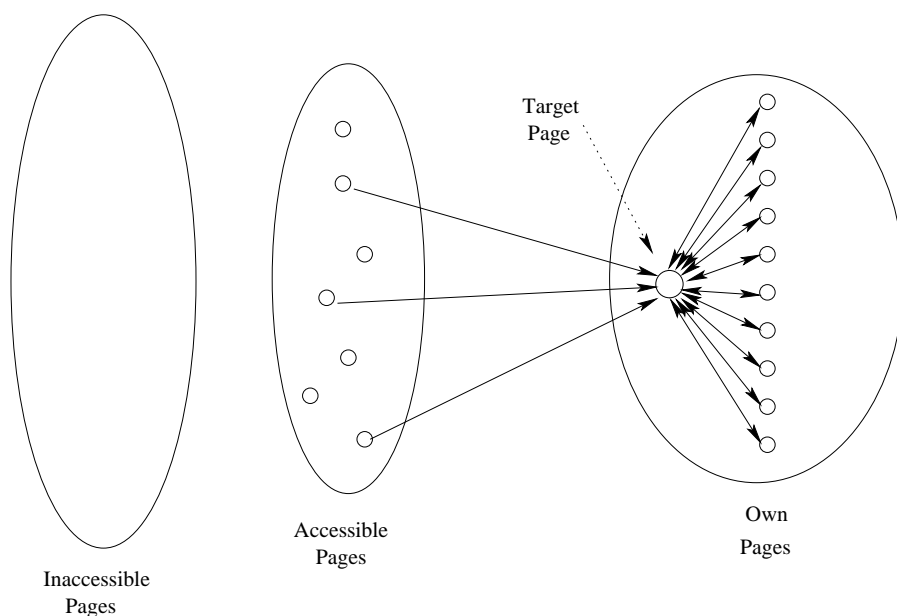 Target
Page
Own
Pages
Accessible
Pages
Inaccessible
Pages